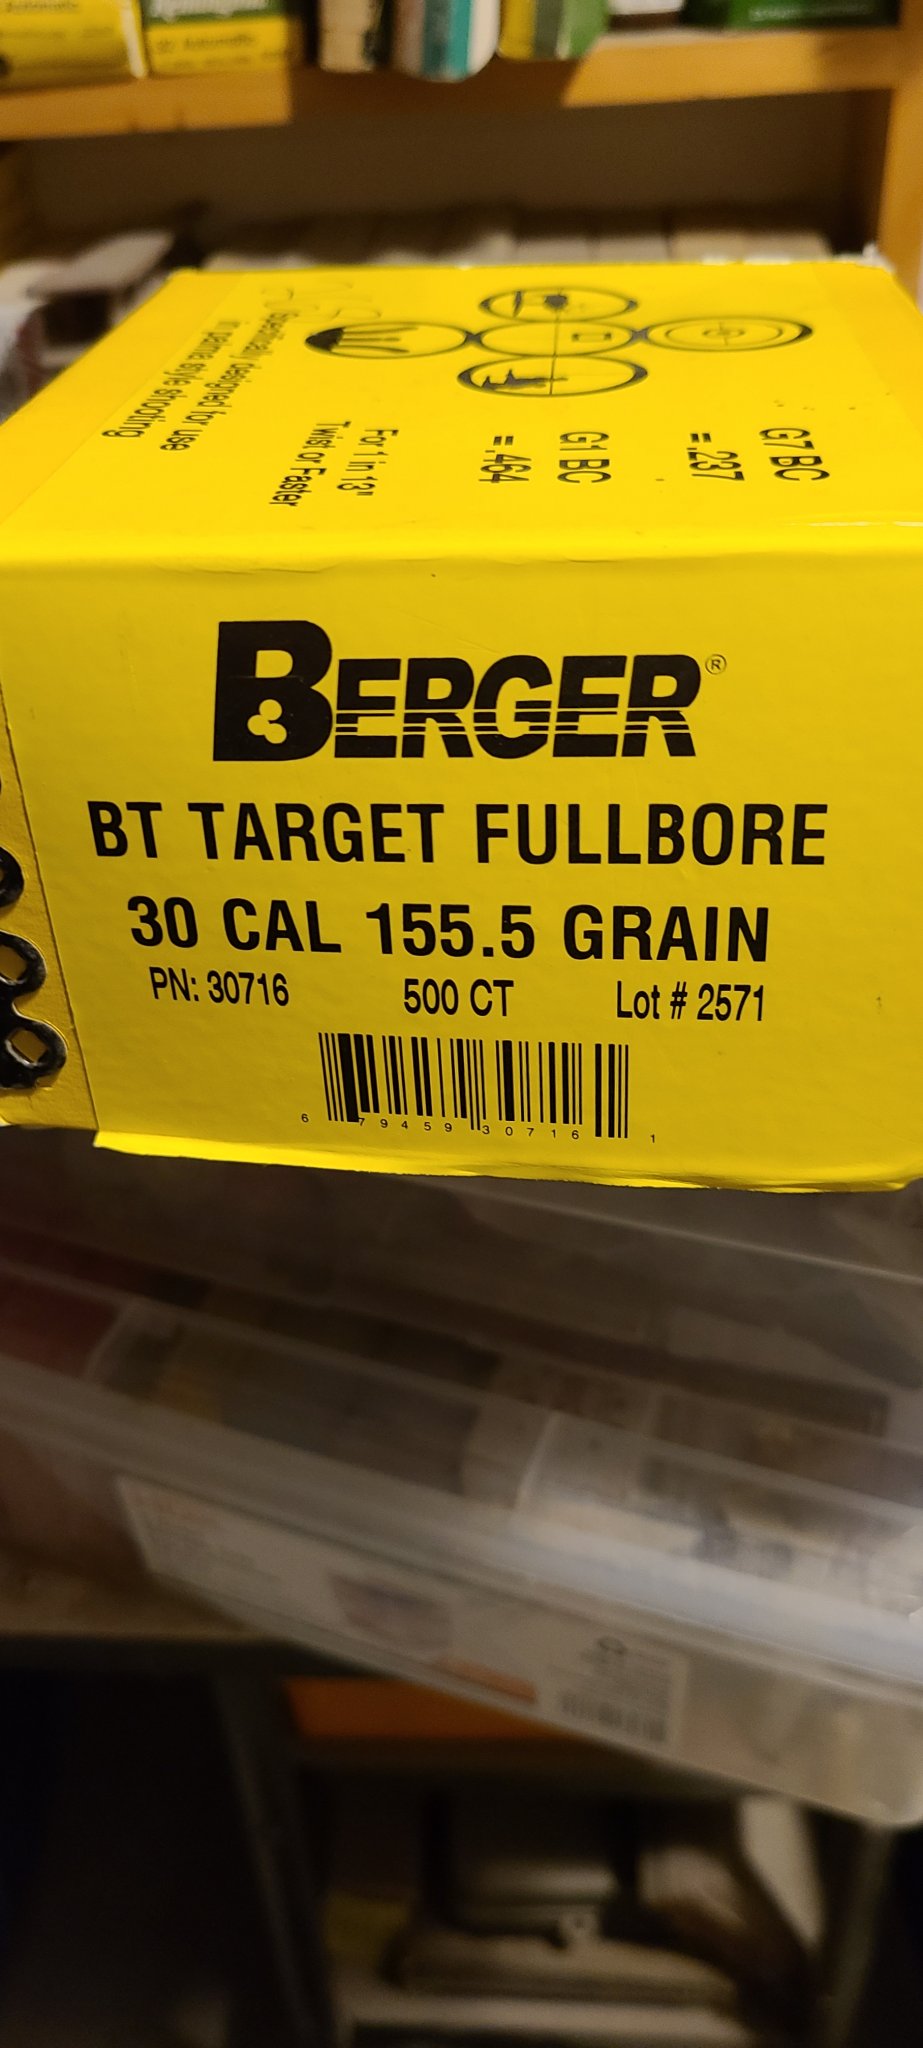 Remington
Specifically designed for use
in palma style shooting
For 1 in 13"
Twist or Faster
G1 BC
=.464
G7 BC
=.237
BERGER®
BT TARGET FULLBORE
30 CAL 155.5 GRAIN
PN: 30716 500 CT Lot # 2571
6 79459 30716 1